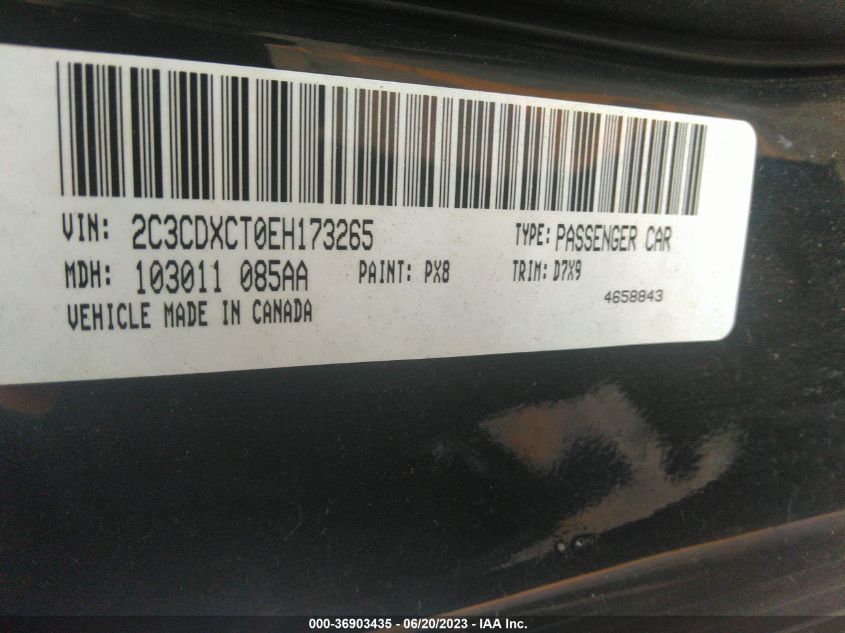 VIN: 2C3CDXCT0EH173265 TYPE: PASSENGER CAR
MDH: 103011 085AA PAINT: PX8 TRIM: D7X9
4658843
VEHICLE MADE IN CANADA
000-36903435 - 06/20/2023 - IAA Inc.